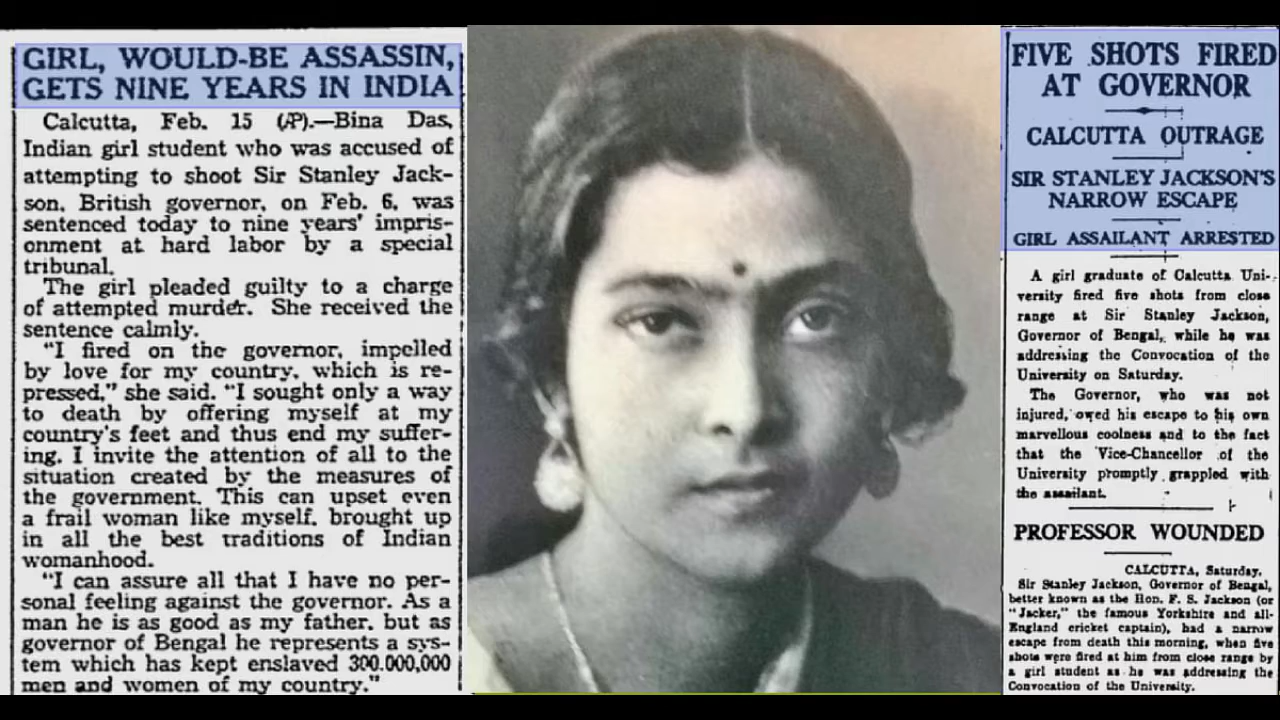 GIRL, WOULD-BE ASSASSIN,
GETS NINE YEARS IN INDIA
Calcutta, Feb. 15 (AP).—Bina Das,
Indian girl student who was accused of
attempting to shoot Sir Stanley Jack-
son, British governor, on Feb. 6, was
sentenced today to nine years' impris-
onment at hard labor by a special
tribunal.
The girl pleaded guilty to a charge
of attempted murder. She received the
sentence calmly.
"I fired on the governor, impelled
by love for my country, which is re-
pressed," she said. "I sought only a way
to death by offering myself at my
country's feet and thus end my suffer-
ing. I invite the attention of all to the
situation created by the measures of
the government. This can upset even
a frail woman like myself, brought up
in all the best traditions of Indian
womanhood.
"I can assure all that I have no per-
sonal feeling against the governor. As a
man he is as good as my father, but as
governor of Bengal he represents a sys-
tem which has kept enslaved 300,000,000
men and women of my country."
FIVE SHOTS FIRED
AT GOVERNOR
CALCUTTA OUTRAGE
SIR STANLEY JACKSON'S
NARROW ESCAPE
GIRL ASSAILANT ARRESTED
A girl graduate of Calcutta Uni-
versity fired five shots from close
range at Sir Stanley Jackson,
Governor of Bengal, while he was
addressing the Convocation of the
University on Saturday.
The Governor, who was not
injured, owed his escape to his own
marvellous coolness and to the fact
that the Vice-Chancellor of the
University promptly grappled with
the assailant.
PROFESSOR WOUNDED
CALCUTTA, Saturday.
Sir Stanley Jackson, Governor of Bengal,
better known as the Hon. F. S. Jackson (or
"Jacker," the famous Yorkshire and all-
England cricket captain), had a narrow
escape from death this morning, when five
shots were fired at him from close range by
a girl student as he was addressing the
Convocation of the University.